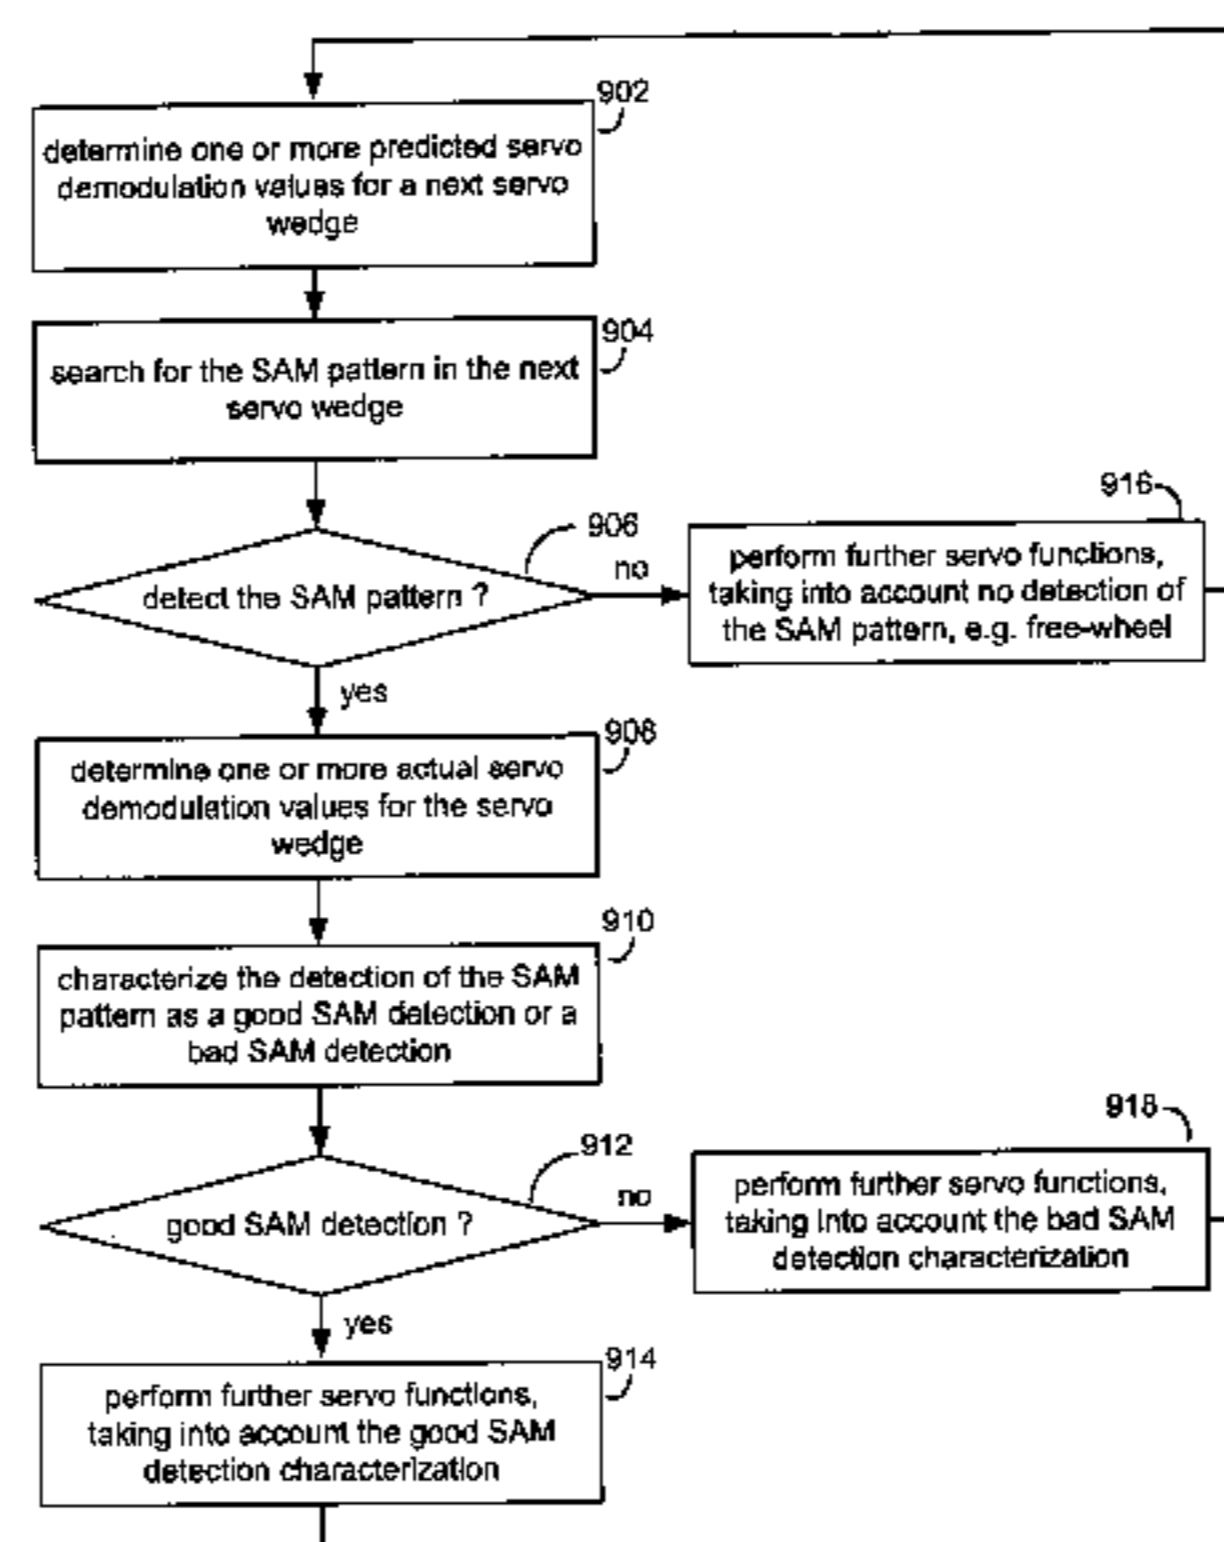 902
determine one or more predicted servo
demodulation values for a next servo
wedge
904
search for the SAM pattern in the next
servo wedge
906
detect the SAM pattern ?
no
916
perform further servo functions,
taking into account no detection of
the SAM pattern, e.g. free-wheel
yes
908
determine one or more actual servo
demodulation values for the servo
wedge
910
characterize the detection of the SAM
pattern as a good SAM detection or a
bad SAM detection
912
good SAM detection ?
no
918
perform further servo functions,
taking into account the bad SAM
detection characterization
yes
914
perform further servo functions,
taking into account the good SAM
detection characterization